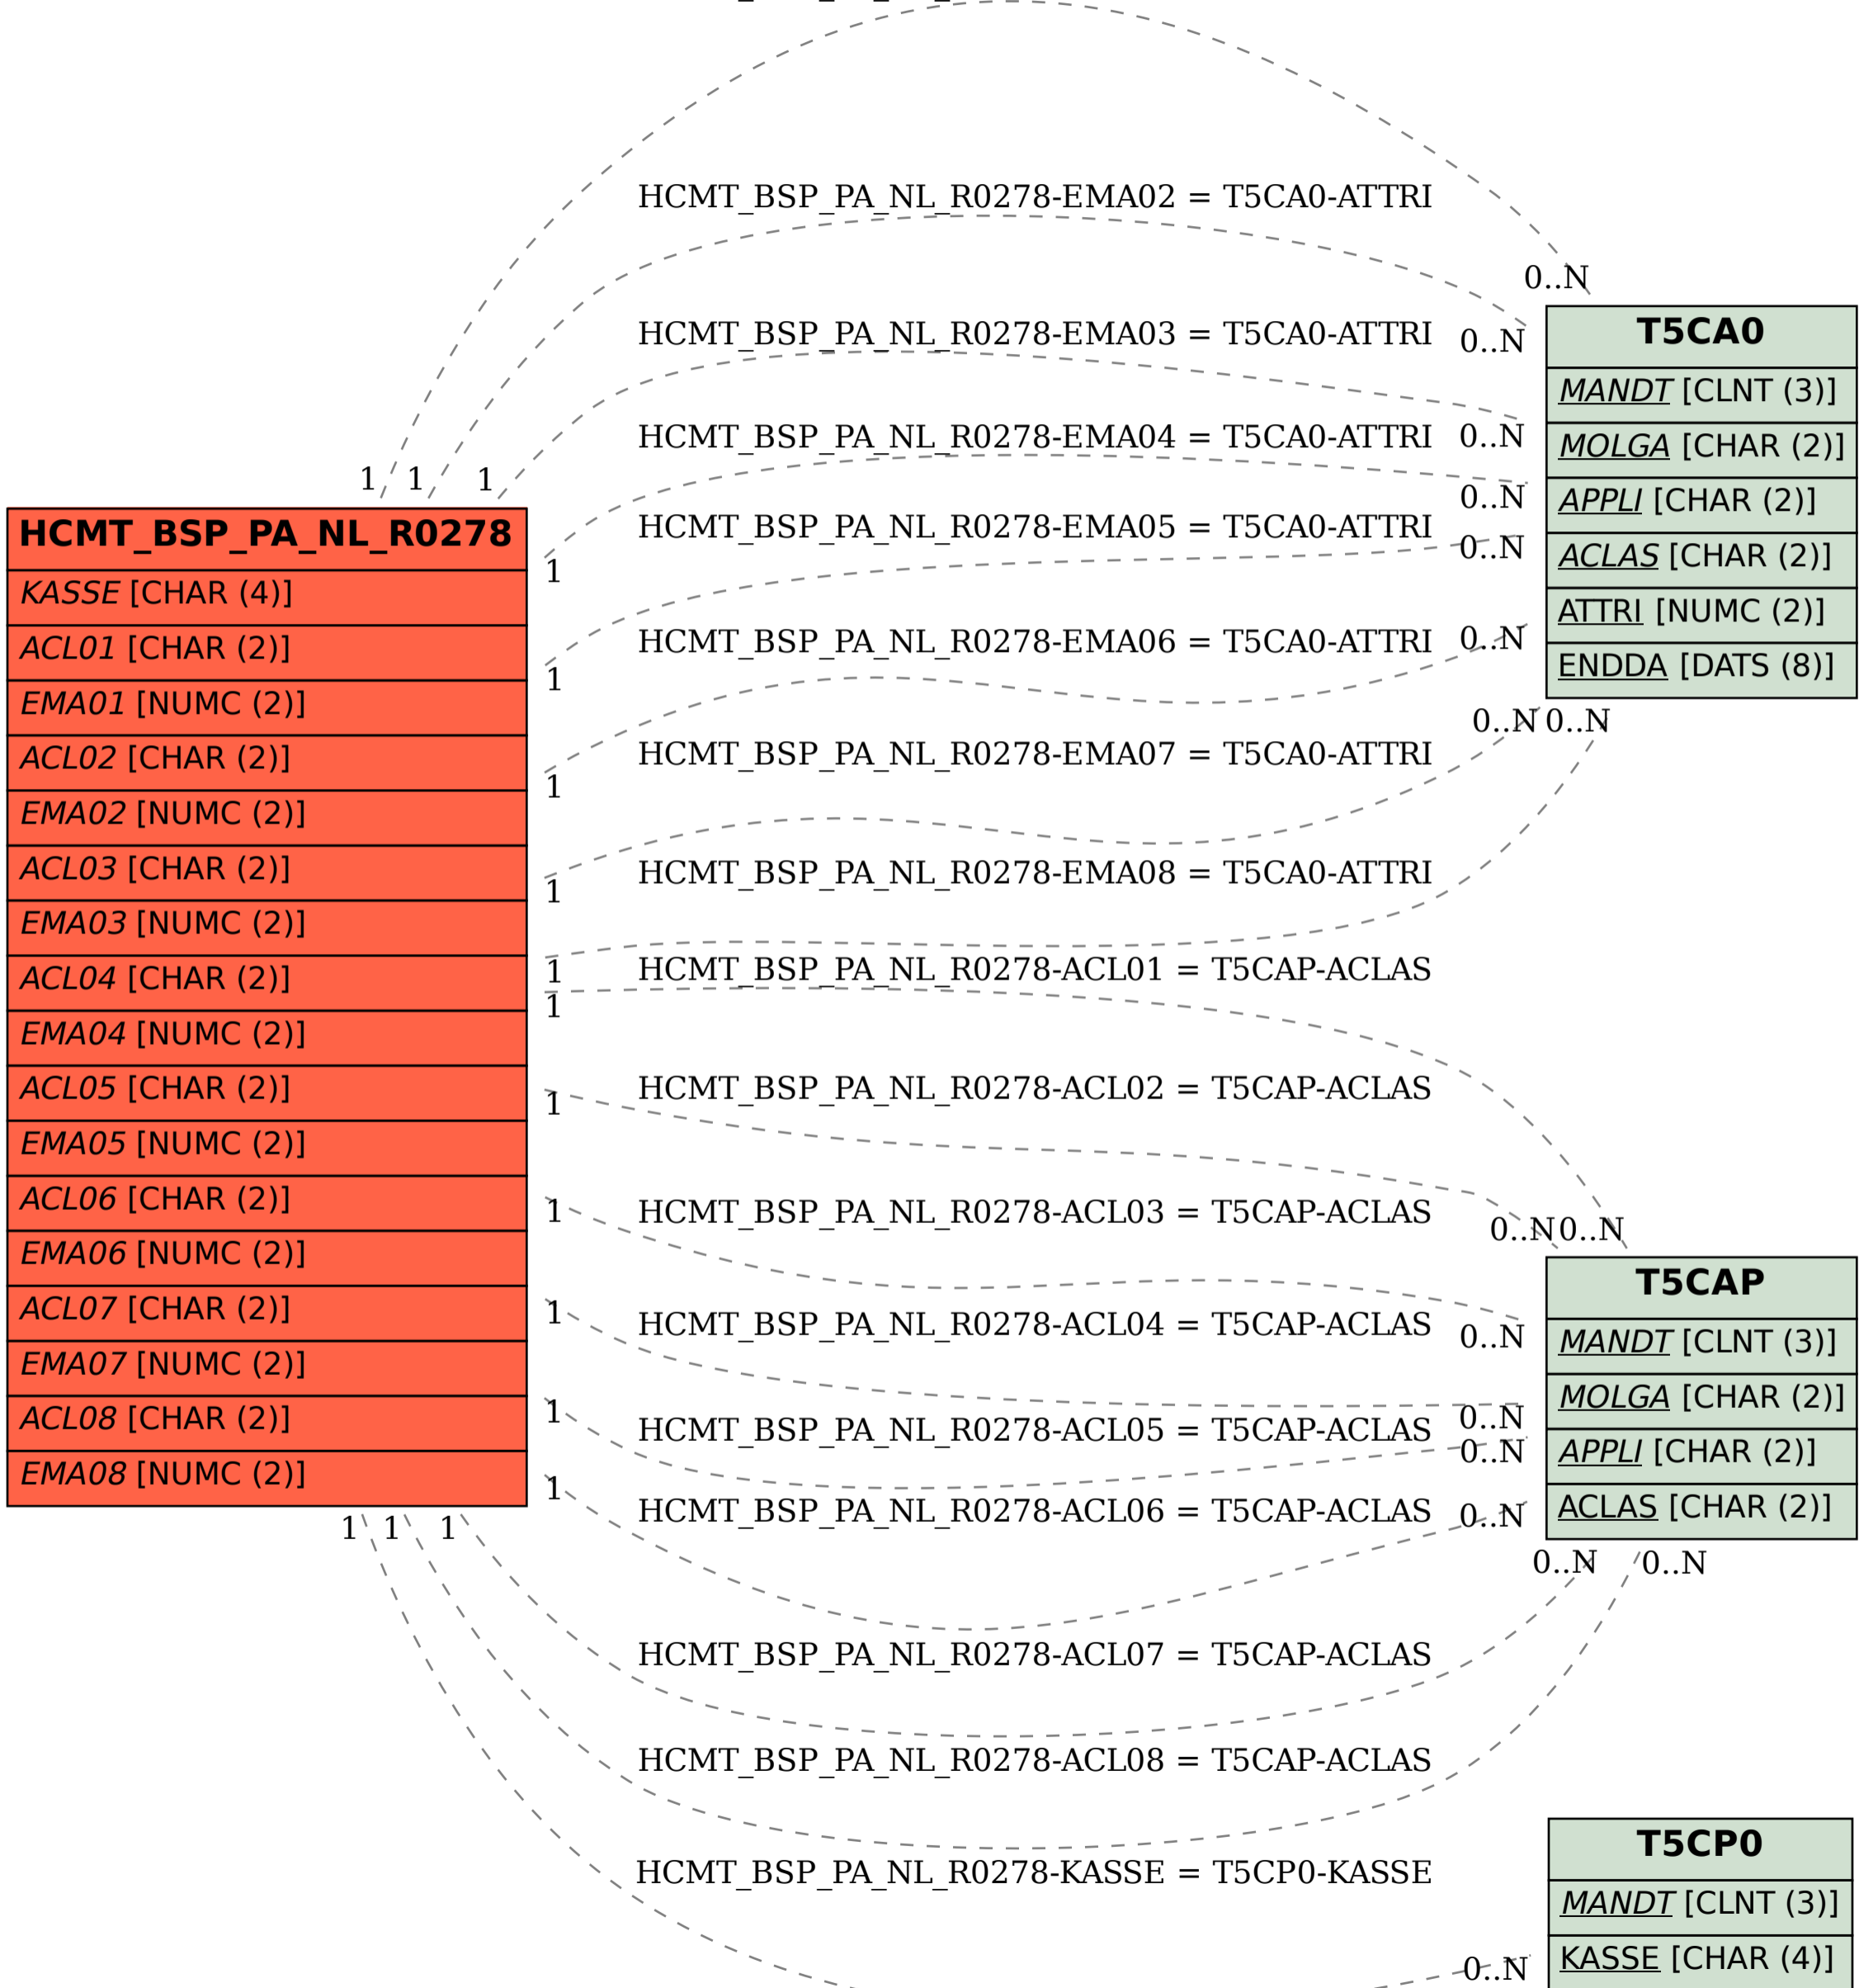 HCMT_BSP_PA_NL_R0278-EMA02 = T5CA0-ATTRI
0..N
HCMT_BSP_PA_NL_R0278-EMA03 = T5CA0-ATTRI
0..N
HCMT_BSP_PA_NL_R0278-EMA04 = T5CA0-ATTRI
0..N
1
1
1
0..N
HCMT_BSP_PA_NL_R0278-EMA05 = T5CA0-ATTRI
0..N
1
HCMT_BSP_PA_NL_R0278-EMA06 = T5CA0-ATTRI
0..N
1
0..N
0..N
HCMT_BSP_PA_NL_R0278-EMA07 = T5CA0-ATTRI
1
HCMT_BSP_PA_NL_R0278-EMA08 = T5CA0-ATTRI
1
HCMT_BSP_PA_NL_R0278-ACL01 = T5CAP-ACLAS
1
1
HCMT_BSP_PA_NL_R0278-ACL02 = T5CAP-ACLAS
1
HCMT_BSP_PA_NL_R0278-ACL03 = T5CAP-ACLAS
1
0..N
0..N
HCMT_BSP_PA_NL_R0278-ACL04 = T5CAP-ACLAS
1
0..N
HCMT_BSP_PA_NL_R0278-ACL05 = T5CAP-ACLAS
1
0..N
0..N
HCMT_BSP_PA_NL_R0278-ACL06 = T5CAP-ACLAS
1
0..N
1
1
1
0..N
0..N
HCMT_BSP_PA_NL_R0278-ACL07 = T5CAP-ACLAS
HCMT_BSP_PA_NL_R0278-ACL08 = T5CAP-ACLAS
HCMT_BSP_PA_NL_R0278-KASSE = T5CP0-KASSE
0..N
HCMT_BSP_PA_NL_R0278
KASSE [CHAR (4)]
ACL01 [CHAR (2)]
EMA01 [NUMC (2)]
ACL02 [CHAR (2)]
EMA02 [NUMC (2)]
ACL03 [CHAR (2)]
EMA03 [NUMC (2)]
ACL04 [CHAR (2)]
EMA04 [NUMC (2)]
ACL05 [CHAR (2)]
EMA05 [NUMC (2)]
ACL06 [CHAR (2)]
EMA06 [NUMC (2)]
ACL07 [CHAR (2)]
EMA07 [NUMC (2)]
ACL08 [CHAR (2)]
EMA08 [NUMC (2)]
T5CA0
MANDT [CLNT (3)]
MOLGA [CHAR (2)]
APPLI [CHAR (2)]
ACLAS [CHAR (2)]
ATTRI [NUMC (2)]
ENDDA [DATS (8)]
T5CAP
MANDT [CLNT (3)]
MOLGA [CHAR (2)]
APPLI [CHAR (2)]
ACLAS [CHAR (2)]
T5CP0
MANDT [CLNT (3)]
KASSE [CHAR (4)]